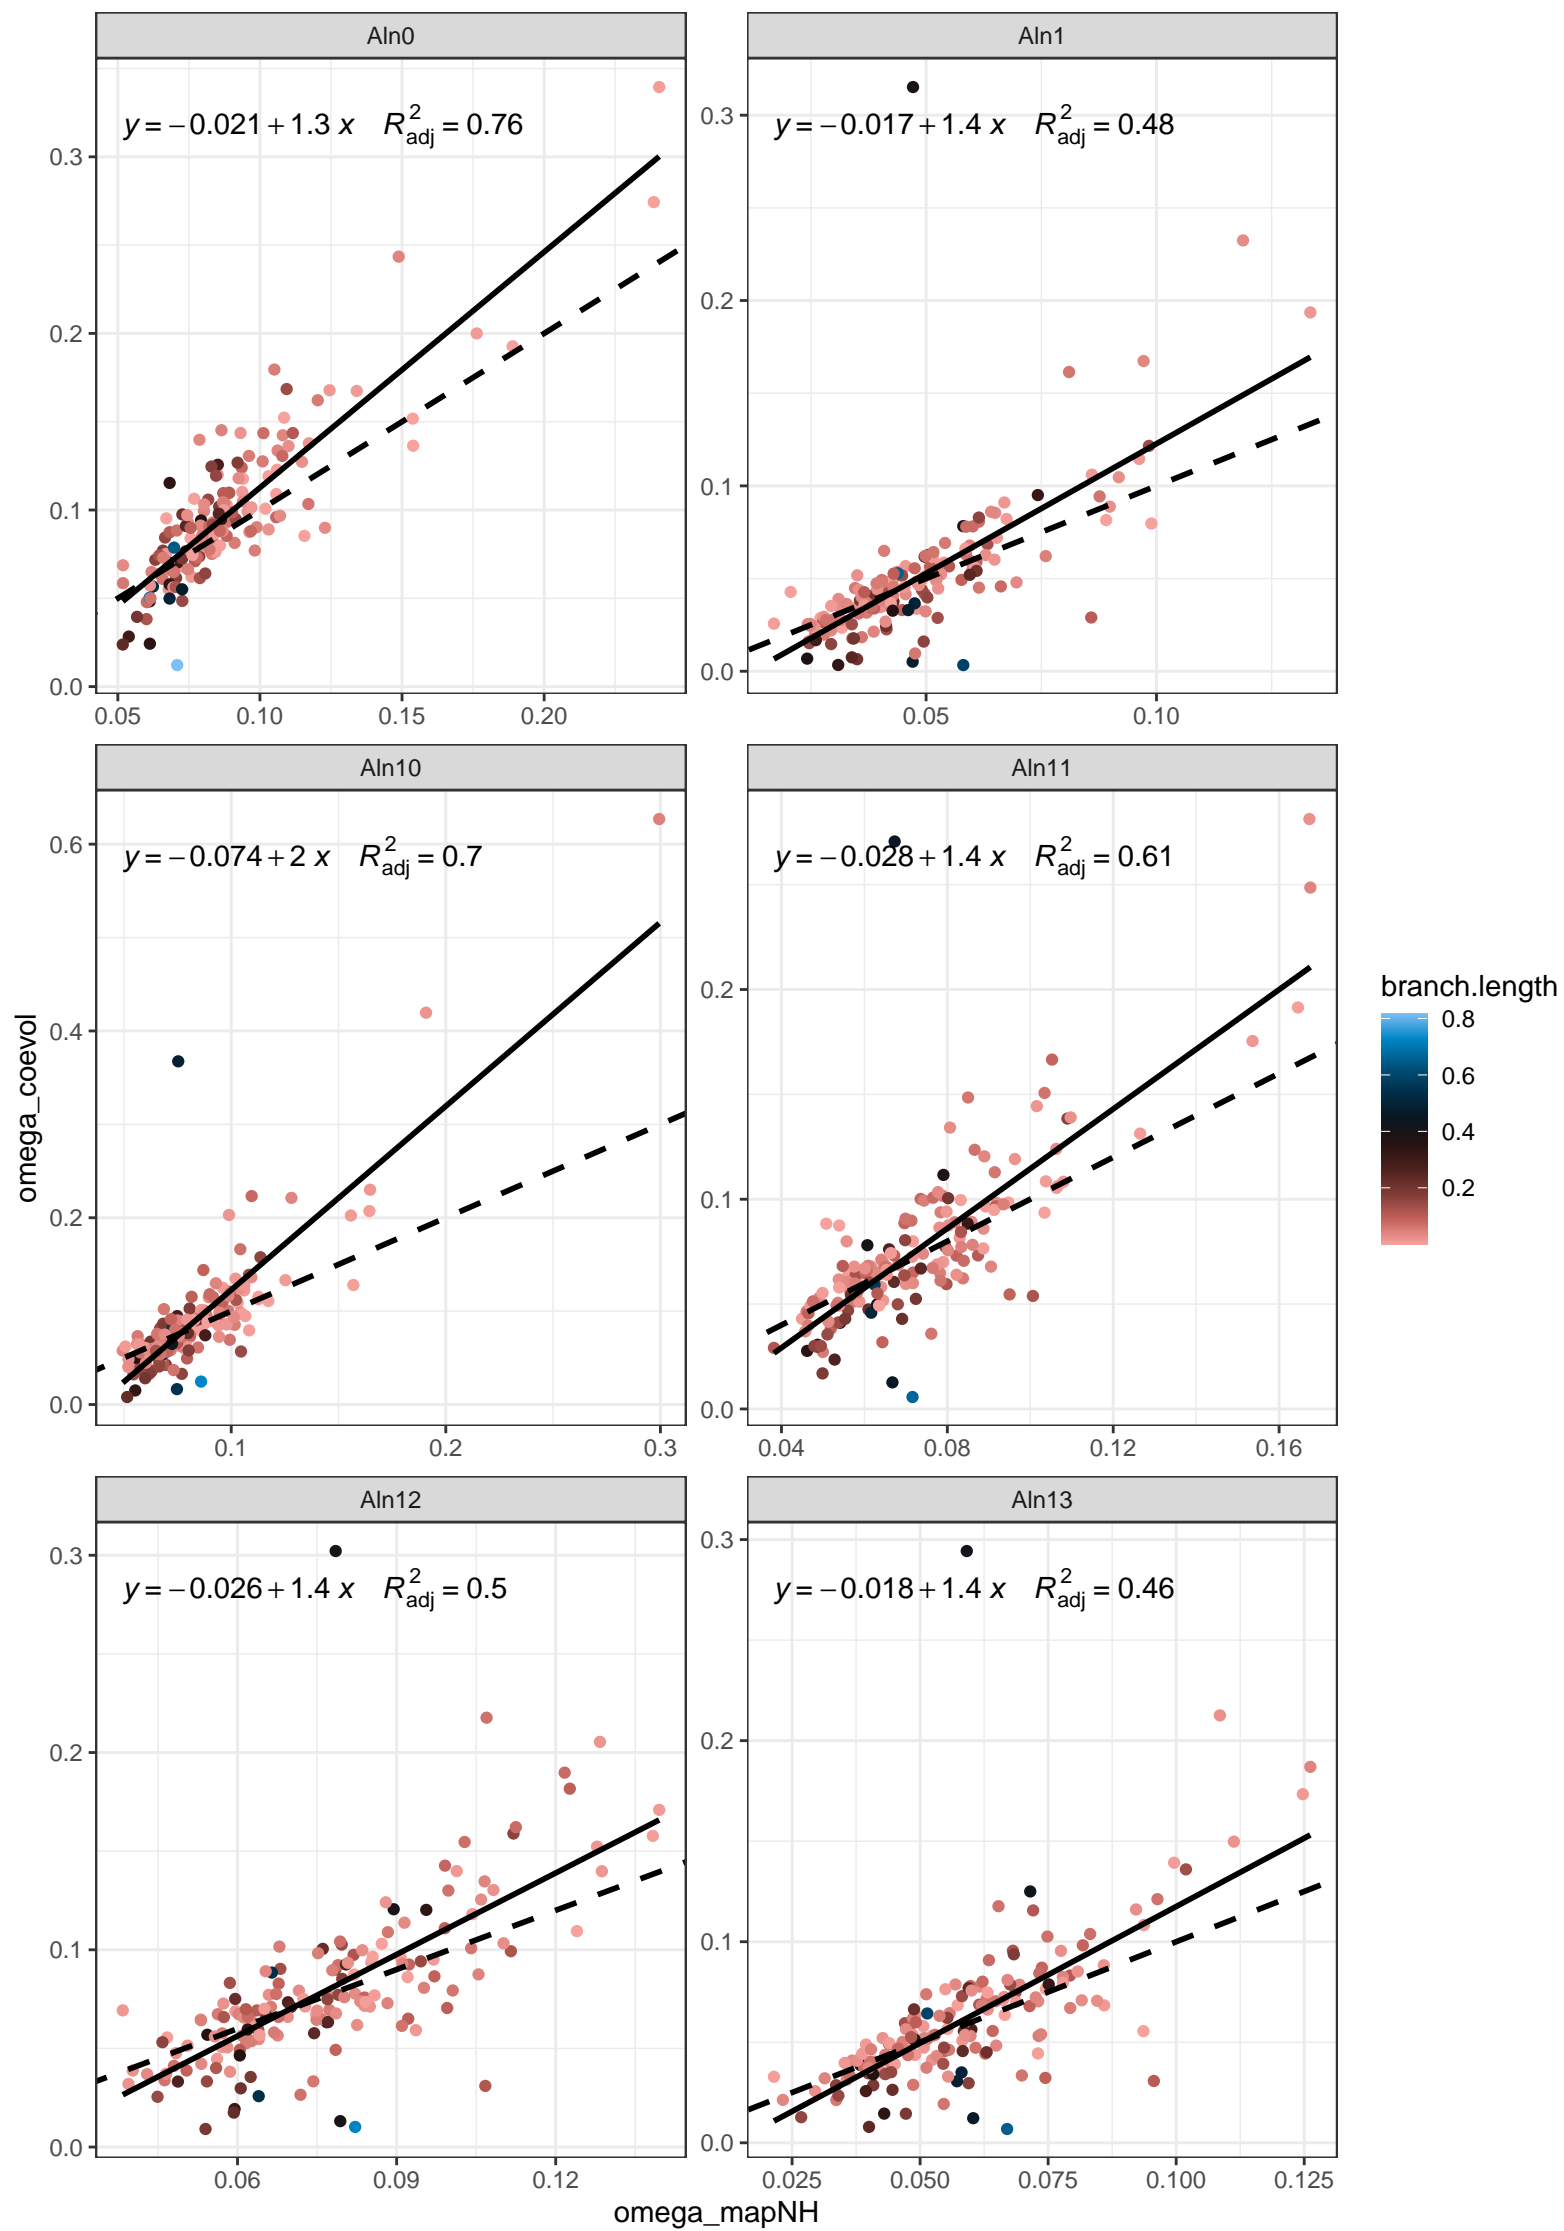 Aln0
Aln1
y = −0.021 + 1.3 x R²adj = 0.76
y = −0.017 + 1.4 x R²adj = 0.48
0.3
0.2
0.1
0.0
0.3
0.2
0.1
0.0
0.05 0.10 0.15 0.20
0.05 0.10
Aln10
Aln11
y = −0.074 + 2 x R²adj = 0.7
y = −0.028 + 1.4 x R²adj = 0.61
0.6
0.4
0.2
0.0
0.2
0.1
0.0
0.1 0.2 0.3
0.04 0.08 0.12 0.16
Aln12
Aln13
y = −0.026 + 1.4 x R²adj = 0.5
y = −0.018 + 1.4 x R²adj = 0.46
0.3
0.2
0.1
0.0
0.3
0.2
0.1
0.0
0.06 0.09 0.12
0.025 0.050 0.075 0.100 0.125
omega_mapNH
omega_coevol
branch.length
0.8
0.6
0.4
0.2